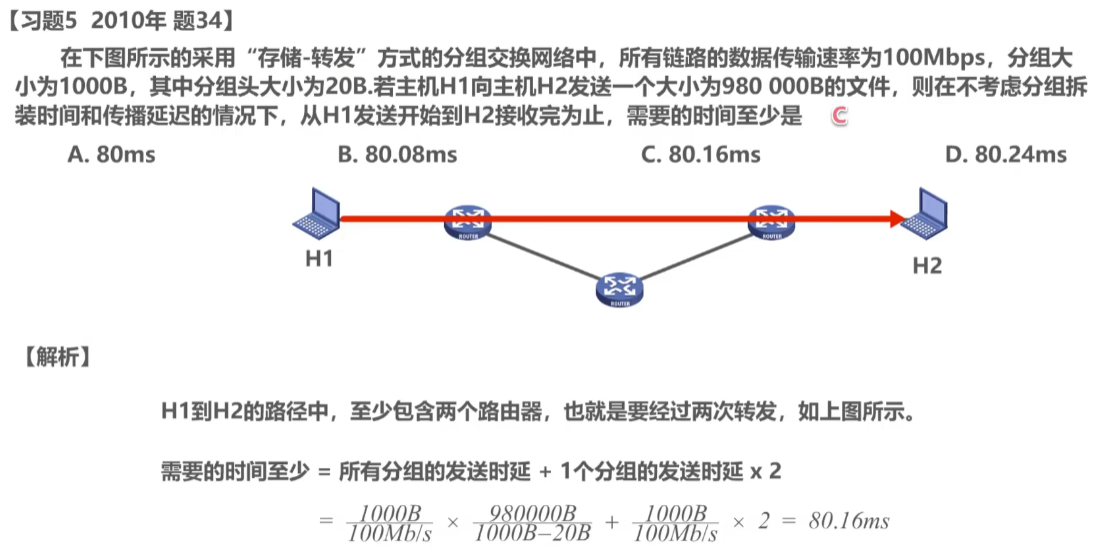 【习题5 2010年 题34】
在下图所示的采用“存储-转发”方式的分组交换网络中，所有链路的数据传输速率为100Mbps，分组大
小为1000B，其中分组头大小为20B.若主机H1向主机H2发送一个大小为980 000B的文件，则在不考虑分组拆
装时间和传播延迟的情况下，从H1发送开始到H2接收完为止，需要的时间至少是 C
A. 80ms B. 80.08ms C. 80.16ms D. 80.24ms
ROUTER ROUTER
H1 H2
ROUTER
【解析】
H1到H2的路径中，至少包含两个路由器，也就是要经过两次转发，如上图所示。
需要的时间至少 = 所有分组的发送时延 + 1个分组的发送时延 x 2
= 1000B/100Mb/s × 980000B/1000B−20B + 1000B/100Mb/s × 2 = 80.16ms